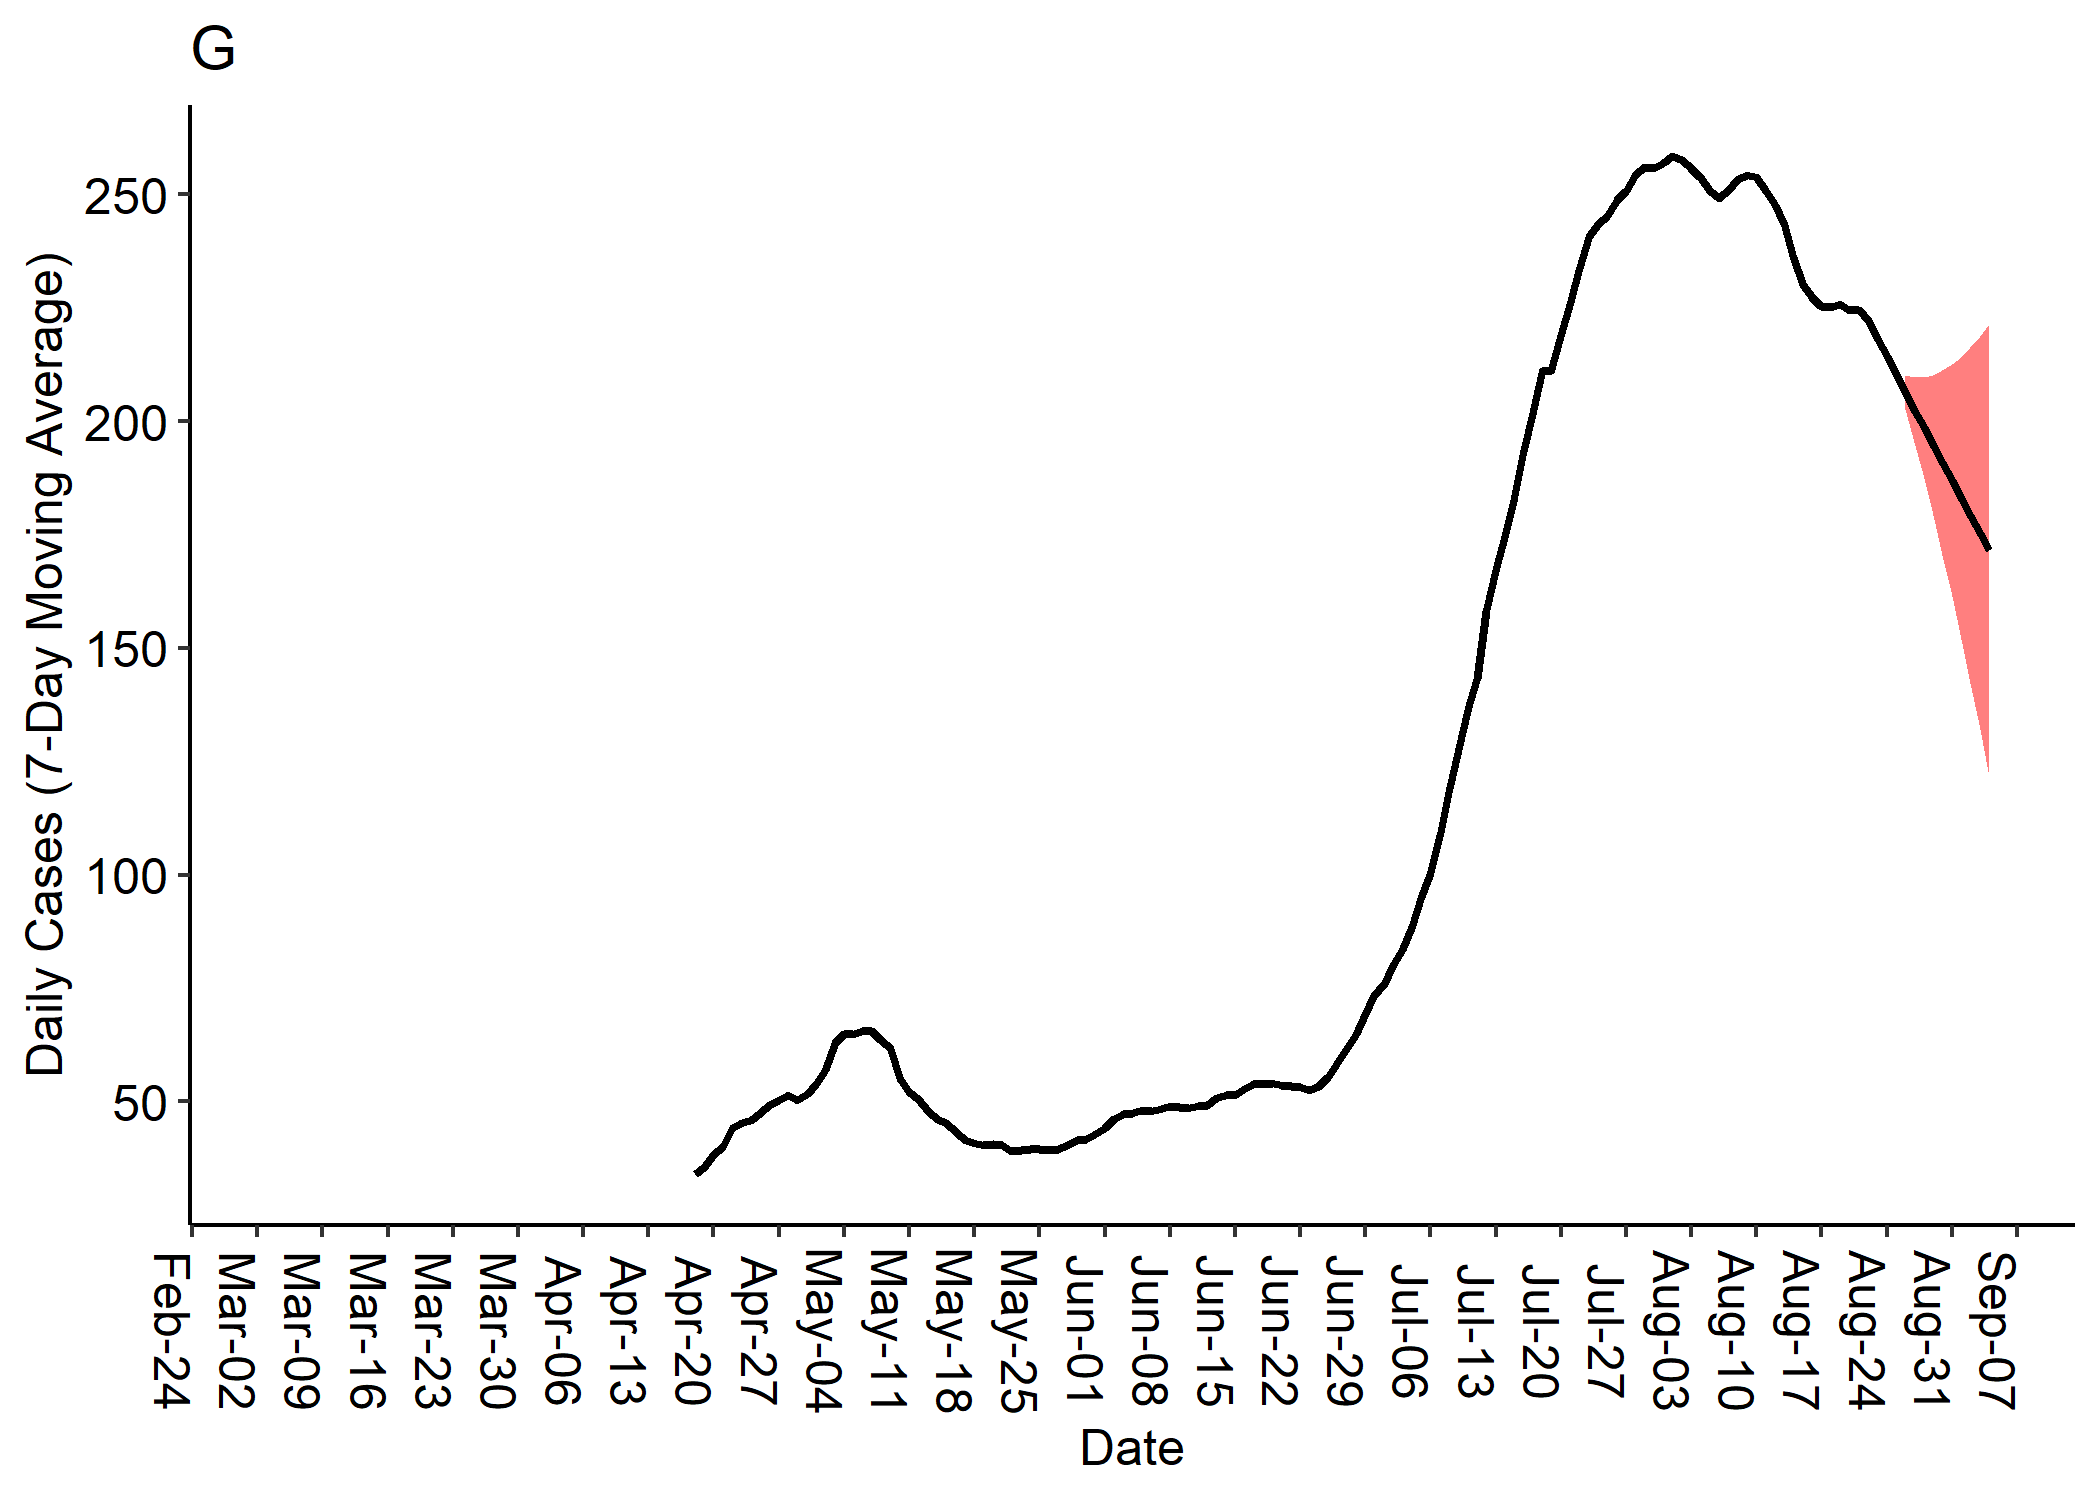 G
Daily Cases (7-Day Moving Average)
250
200
150
100
50
Feb-24
Mar-02
Mar-09
Mar-16
Mar-23
Mar-30
Apr-06
Apr-13
Apr-20
Apr-27
May-04
May-11
May-18
May-25
Jun-01
Jun-08
Jun-15
Jun-22
Jun-29
Jul-06
Jul-13
Jul-20
Jul-27
Aug-03
Aug-10
Aug-17
Aug-24
Aug-31
Sep-07
Date